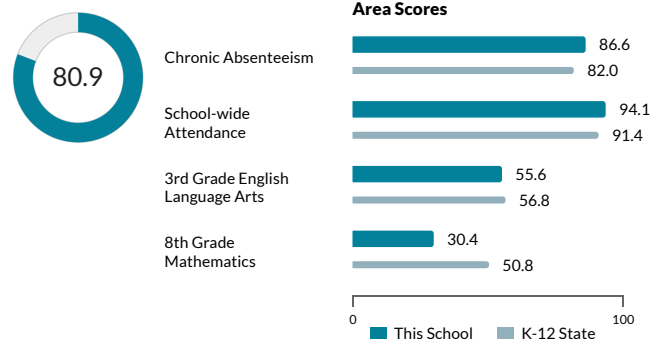 Area Scores
80.9
Chronic Absenteeism
86.6
82.0
School-wide
Attendance
94.1
91.4
3rd Grade English
Language Arts
55.6
56.8
8th Grade
Mathematics
30.4
50.8
0
100
This School
K-12 State